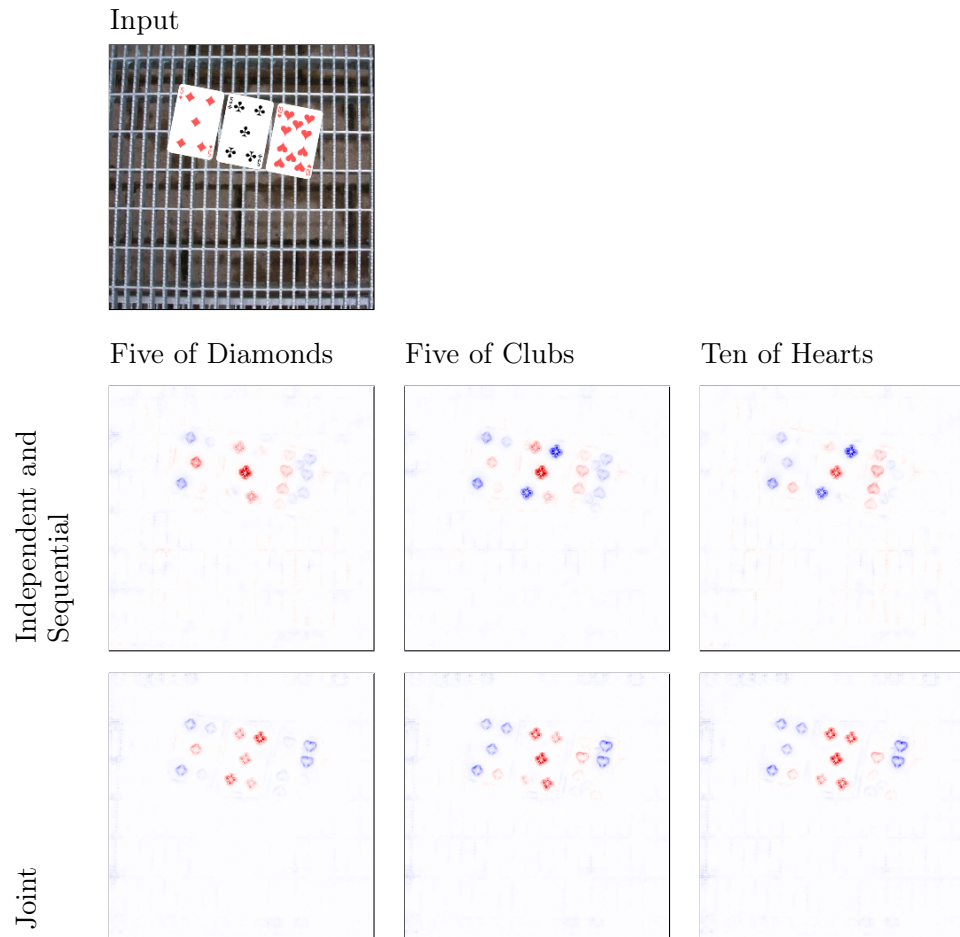 Input
Five of Diamonds
Five of Clubs
Ten of Hearts
Independent and
Sequential
Joint